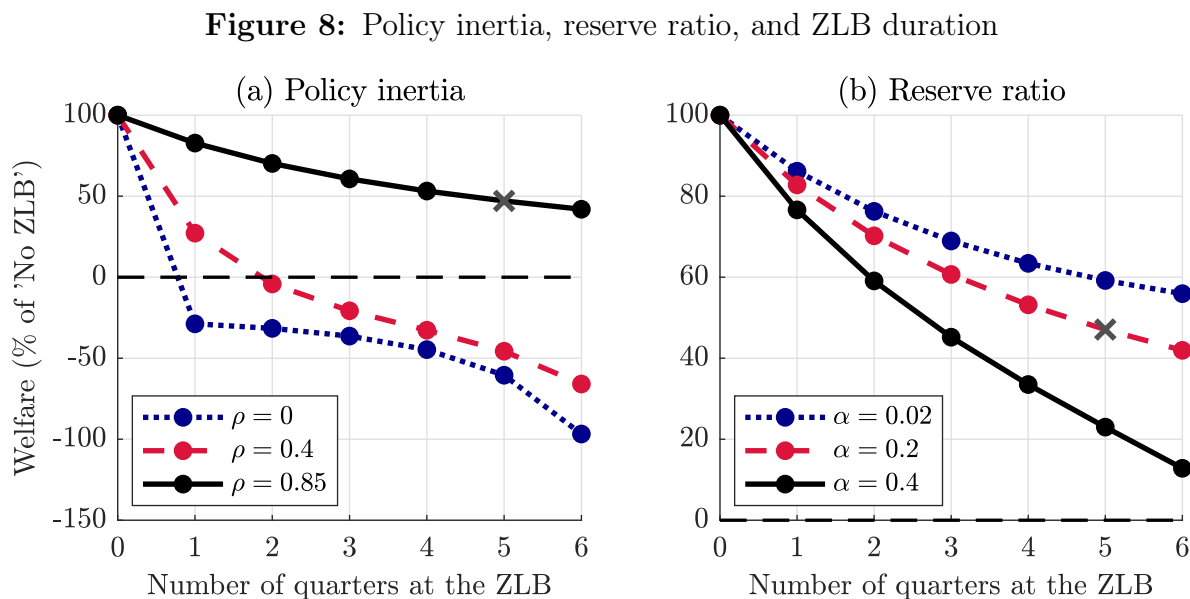 Figure 8: Policy inertia, reserve ratio, and ZLB duration
(a) Policy inertia
100
50
0
-50
-100
-150
Welfare (% of 'No ZLB')
ρ = 0
ρ = 0.4
ρ = 0.85
0 1 2 3 4 5 6
Number of quarters at the ZLB
(b) Reserve ratio
100
80
60
40
20
0
α = 0.02
α = 0.2
α = 0.4
0 1 2 3 4 5 6
Number of quarters at the ZLB